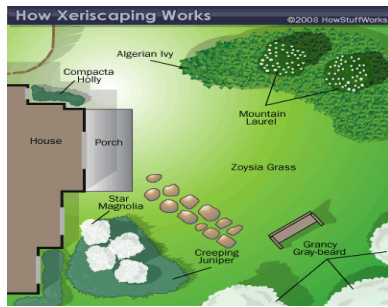 How Xeriscaping Works
©2008 HowStuffWorks
Algerian Ivy
Compacta
Holly
Mountain
Laurel
House
Porch
Zoysia Grass
Star
Magnolia
Creeping
Juniper
Grancy
Gray-beard